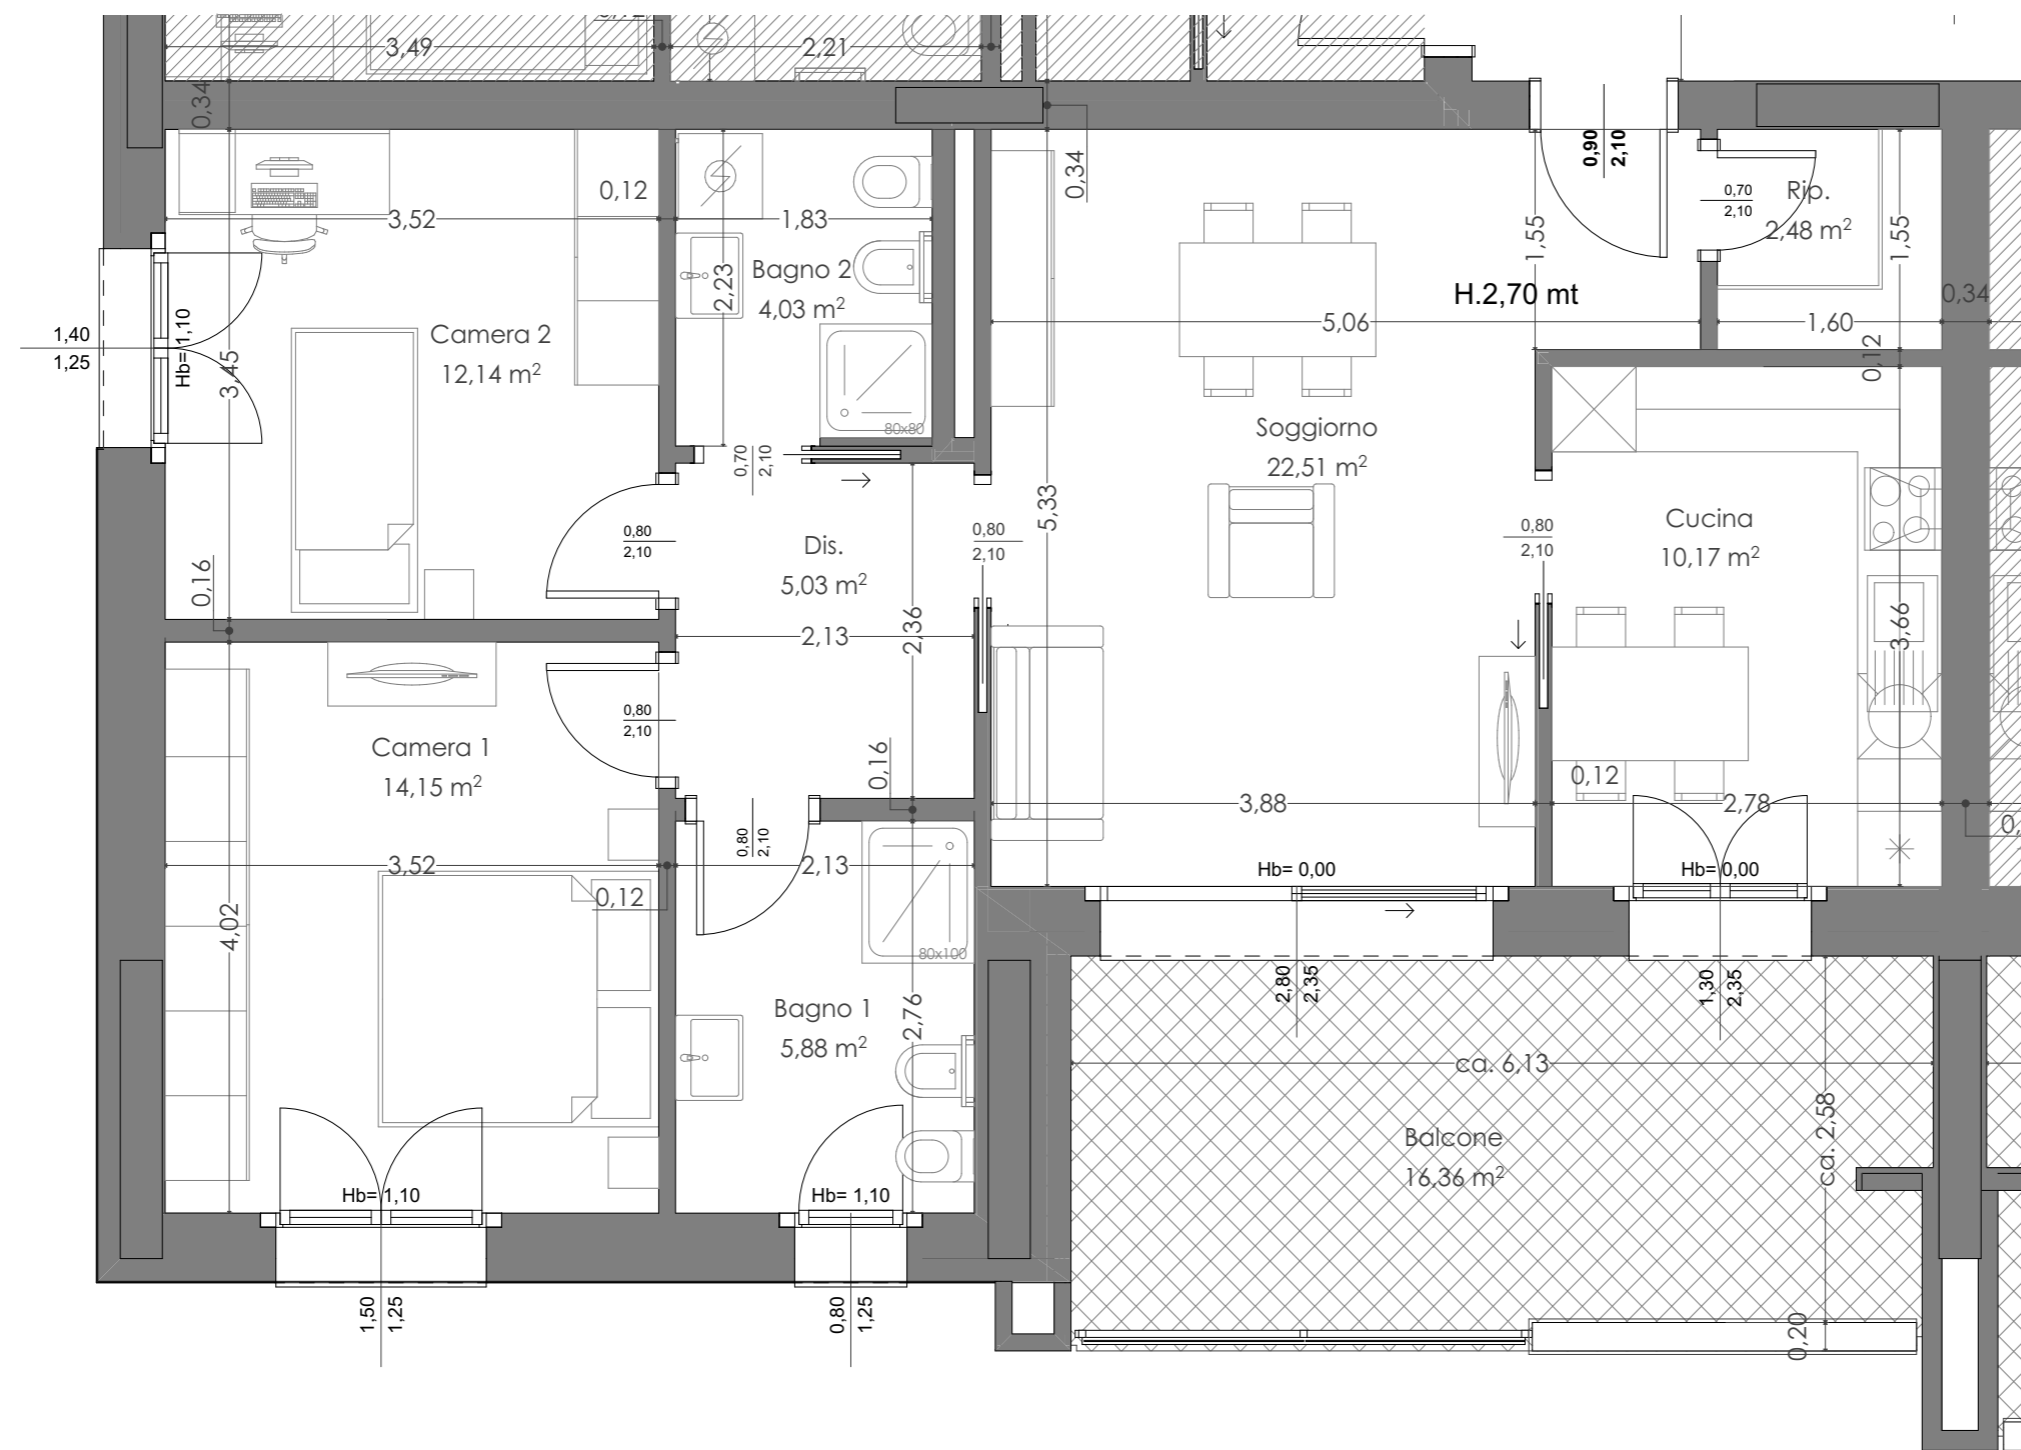 3,49
2,21
0,34
0,34
0,90
2,10
0,12
3,52
1,83
0,70
2,10
Rip.
2,48 m²
1,55
1,55
Bagno 2
4,03 m²
2,23
H.2,70 mt
0,34
5,06
1,60
0,12
1,40
1,25
Hb= 1,10
3,45
Camera 2
12,14 m²
80x80
0,70
2,10
Soggiorno
22,51 m²
5,33
0,80
2,10
Dis.
5,03 m²
0,80
2,10
0,80
2,10
Cucina
10,17 m²
0,16
2,13
2,36
3,66
0,80
2,10
Camera 1
14,15 m²
0,16
0,12
3,88
2,78
0,80
2,10
3,52
2,13
0,12
Hb= 0,00
Hb= 0,00
4,02
80x100
2,80
2,35
1,30
2,35
Bagno 1
5,88 m²
2,76
ca. 6,13
ca. 2,58
Balcone
16,36 m²
Hb= 1,10
Hb= 1,10
1,50
1,25
0,80
1,25
0,20